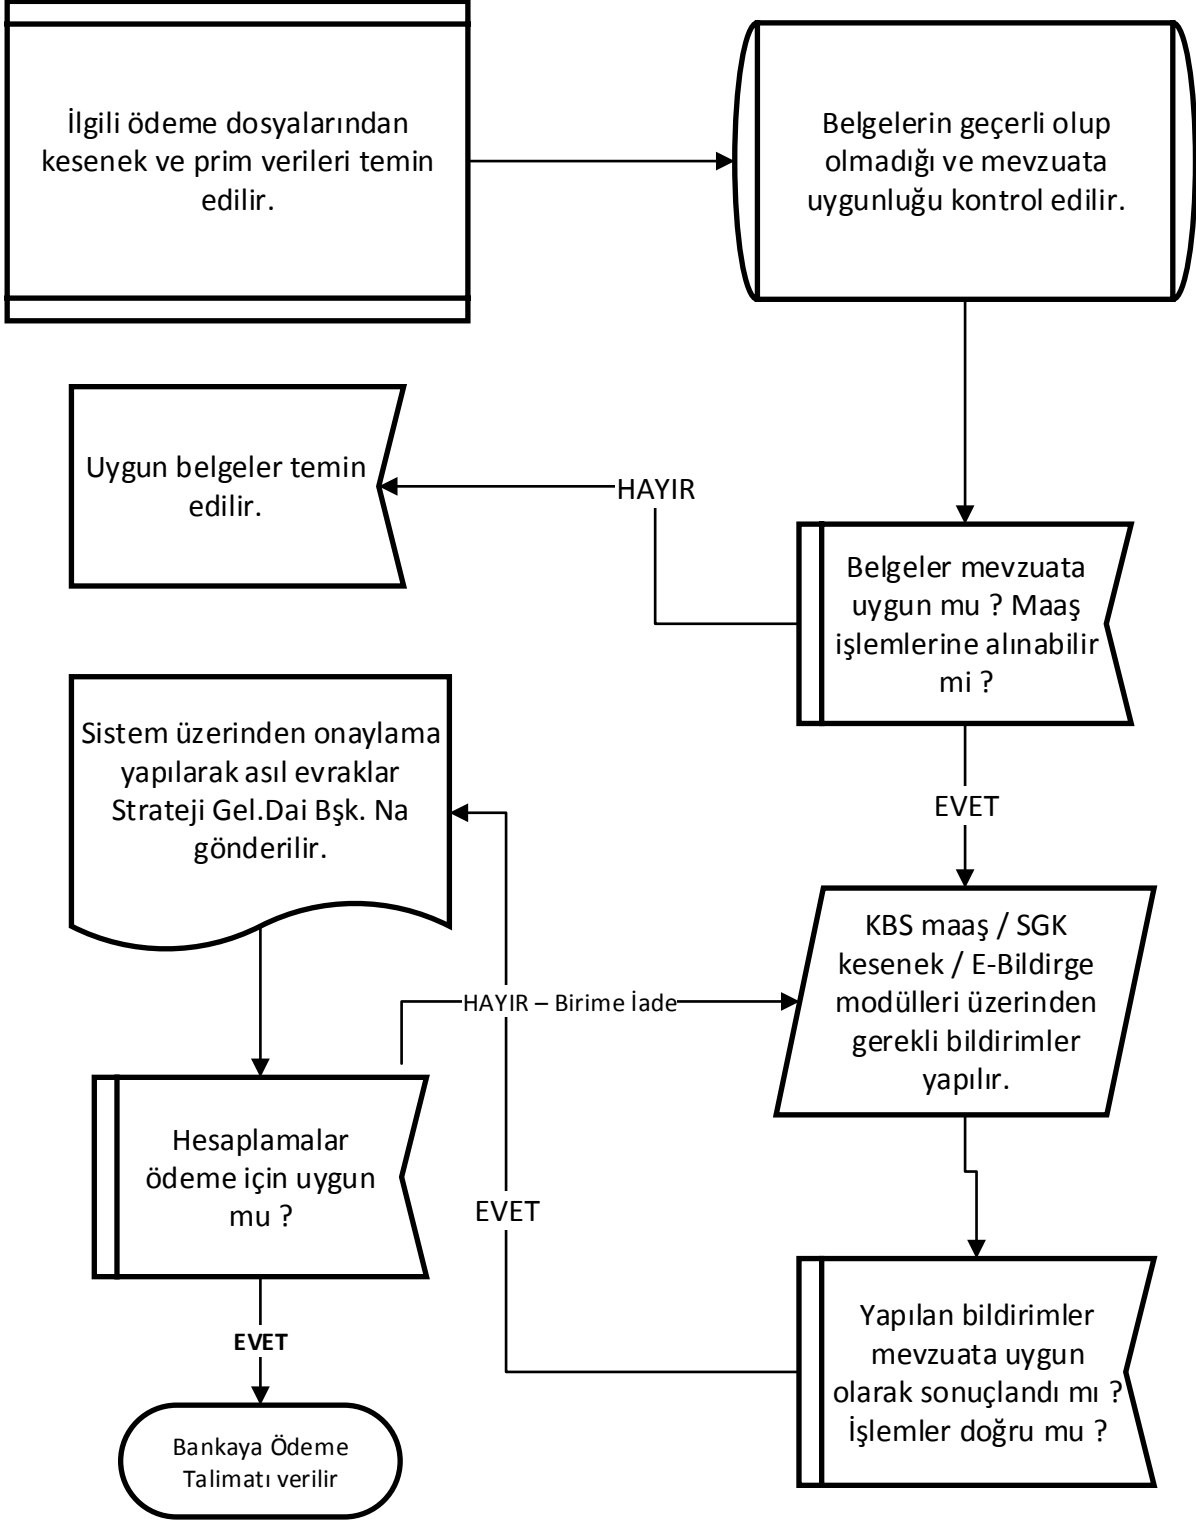 İlgili ödeme dosyalarından
kesenek ve prim verileri temin
edilir.
Belgelerin geçerli olup
olmadığı ve mevzuata
uygunluğu kontrol edilir.
Uygun belgeler temin
edilir.
HAYIR
Belgeler mevzuata
uygun mu ? Maaş
işlemlerine alınabilir
mi ?
Sistem üzerinden onaylama
yapılarak asıl evraklar
Strateji Gel.Dai Bşk. Na
gönderilir.
EVET
KBS maaş / SGK
kesenek / E-Bildirge
modülleri üzerinden
gerekli bildirimler
yapılır.
HAYIR – Birime İade
Hesaplamalar
ödeme için uygun
mu ?
EVET
Yapılan bildirimler
mevzuata uygun
olarak sonuçlandı mı ?
İşlemler doğru mu ?
EVET
Bankaya Ödeme
Talimatı verilir